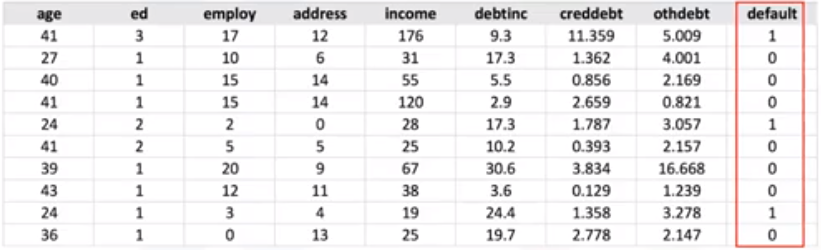 age ed employ address income debtinc creddebt othdebt default
41 3 17 12 176 9.3 11.359 5.009 1
27 1 10 6 31 17.3 1.362 4.001 0
40 1 15 14 55 5.5 0.856 2.169 0
41 1 15 14 120 2.9 2.659 0.821 0
24 2 2 0 28 17.3 1.787 3.057 1
41 2 5 5 25 10.2 0.393 2.157 0
39 1 20 9 67 30.6 3.834 16.668 0
43 1 12 11 38 3.6 0.129 1.239 0
24 1 3 4 19 24.4 1.358 3.278 1
36 1 0 13 25 19.7 2.778 2.147 0